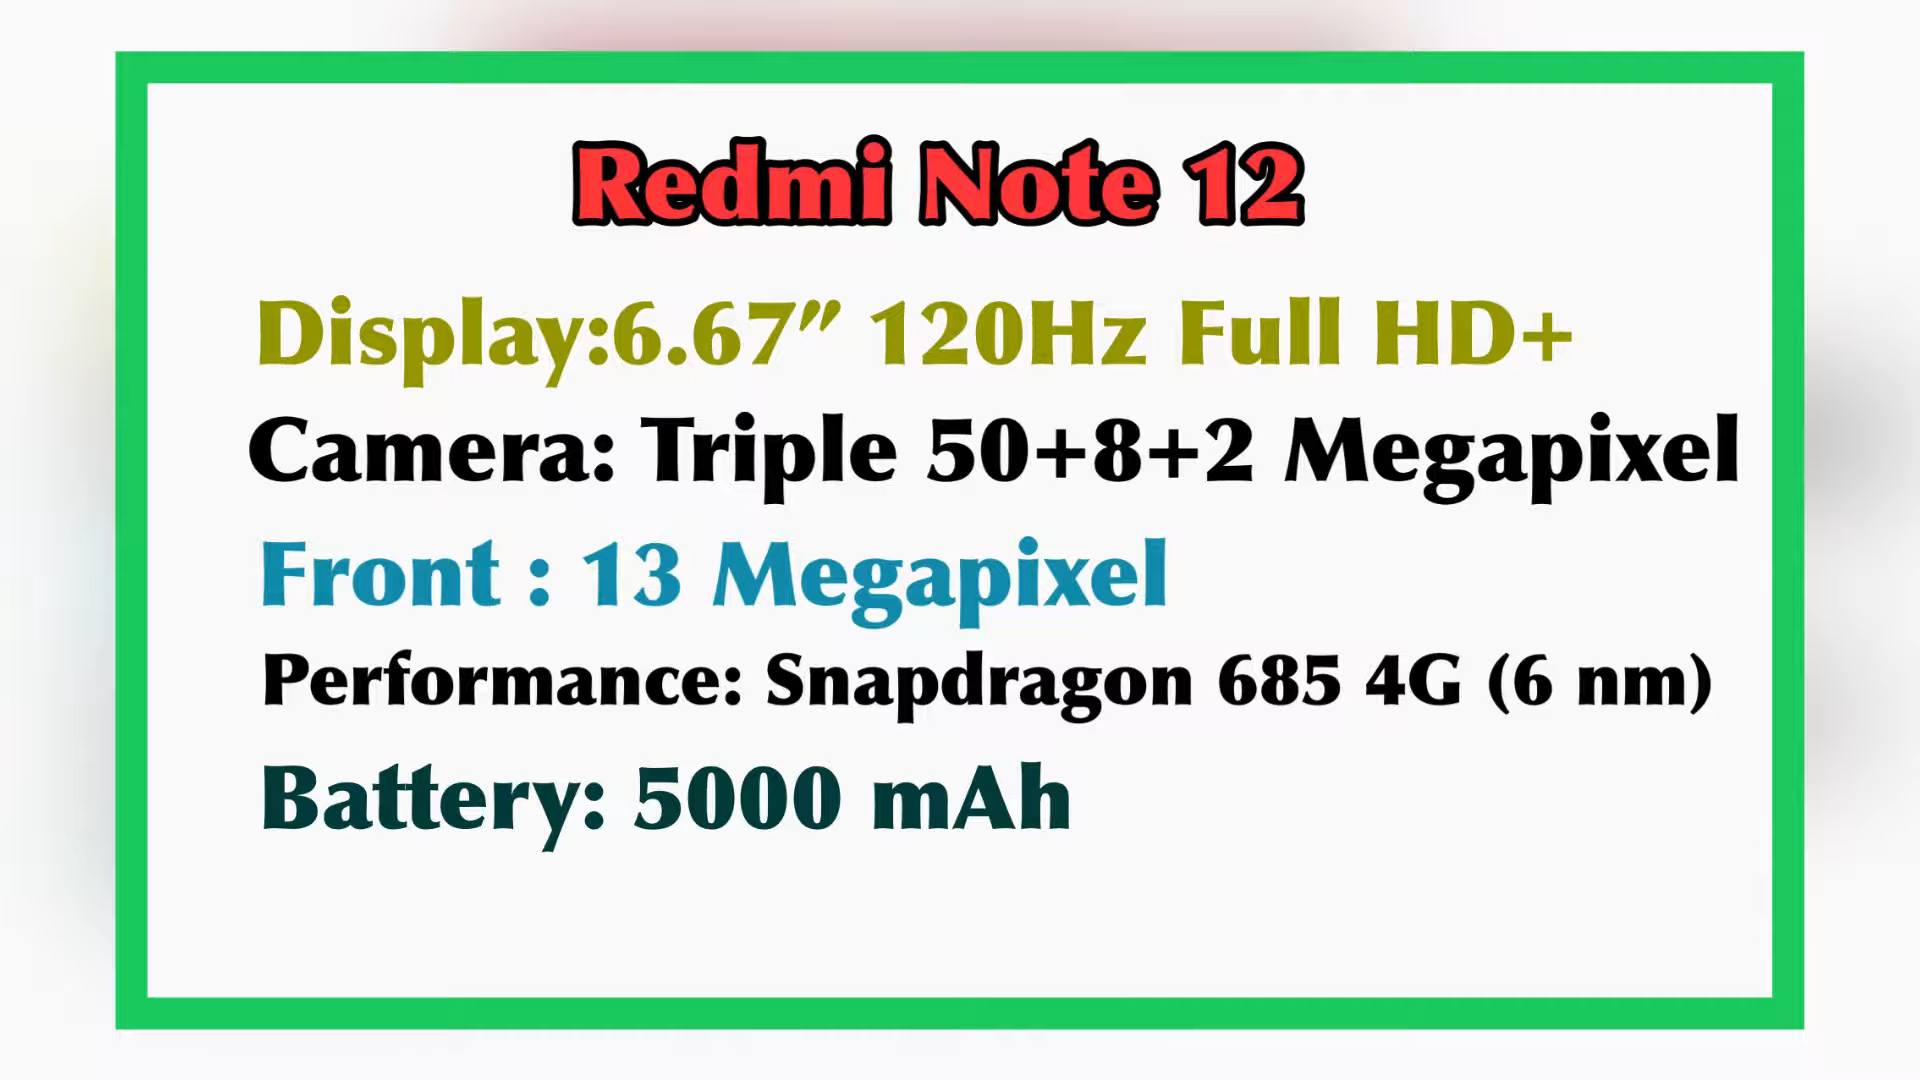 Redmi Note 12
Display:6.67” 120Hz Full HD+
Camera: Triple 50+8+2 Megapixel
Front : 13 Megapixel
Performance: Snapdragon 685 4G (6 nm)
Battery: 5000 mAh